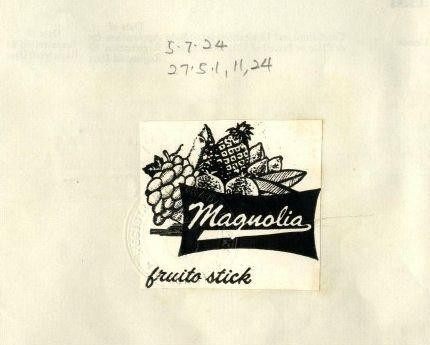 5.7.24
27.5.1, 11, 24
Magnolia
fruito stick